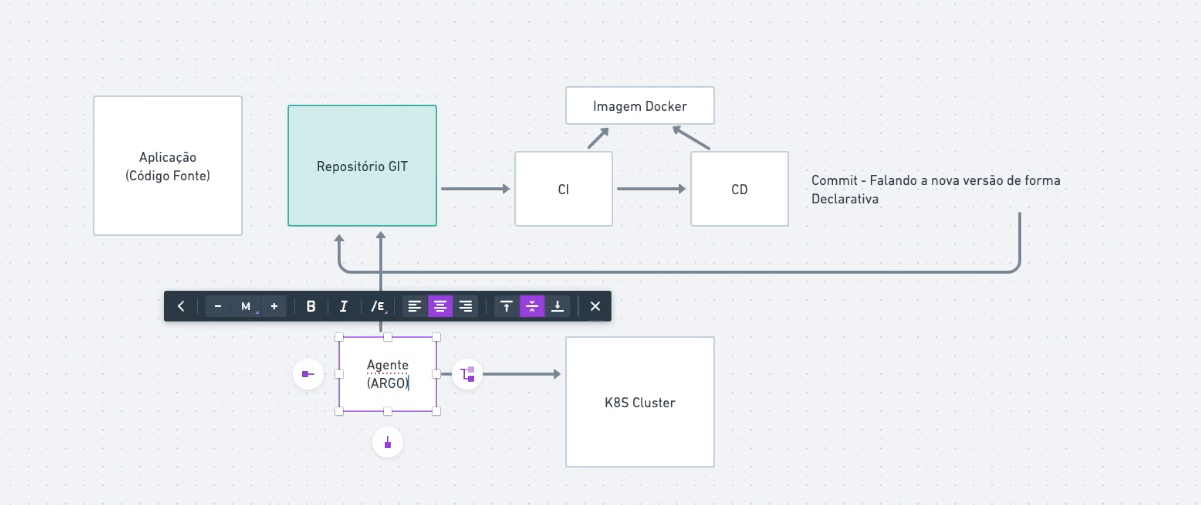 Imagem Docker
Aplicação
(Código Fonte)
Repositório GIT
CI
CD
Commit - Falando a nova versão de forma
Declarativa
M
B
I
/E
Agente
(ARGO)
K8S Cluster